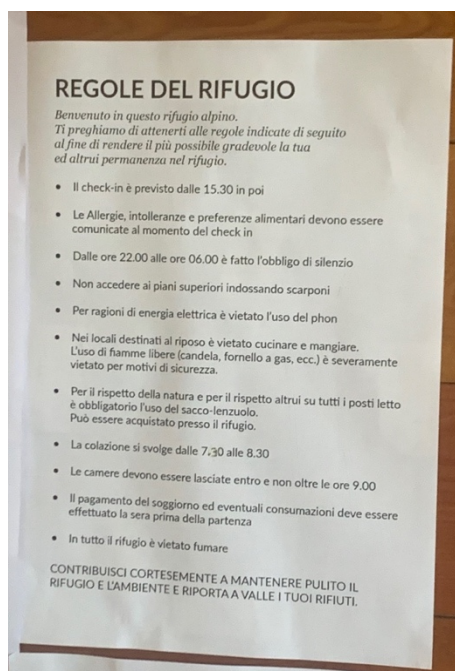 REGOLE DEL RIFUGIO
Benvenuto in questo rifugio alpino.
Ti preghiamo di attenerti alle regole indicate di seguito
al fine di rendere il più possibile gradevole la tua
ed altrui permanenza nel rifugio.
• Il check-in è previsto dalle 15.30 in poi
• Le Allergie, intolleranze e preferenze alimentari devono essere
comunicate al momento del check in
• Dalle ore 22.00 alle ore 06.00 è fatto l'obbligo di silenzio
• Non accedere ai piani superiori indossando scarponi
• Per ragioni di energia elettrica è vietato l'uso del phon
• Nei locali destinati al riposo è vietato cucinare e mangiare.
L'uso di fiamme libere (candela, fornello a gas, ecc.) è severamente
vietato per motivi di sicurezza.
• Per il rispetto della natura e per il rispetto altrui su tutti i posti letto
è obbligatorio l'uso del sacco-lenzuolo.
Può essere acquistato presso il rifugio.
• La colazione si svolge dalle 7.30 alle 8.30
• Le camere devono essere lasciate entro e non oltre le ore 9.00
• Il pagamento del soggiorno ed eventuali consumazioni deve essere
effettuato la sera prima della partenza
• In tutto il rifugio è vietato fumare
CONTRIBUISCI CORTESEMENTE A MANTENERE PULITO IL
RIFUGIO E L'AMBIENTE E RIPORTA A VALLE I TUOI RIFIUTI.